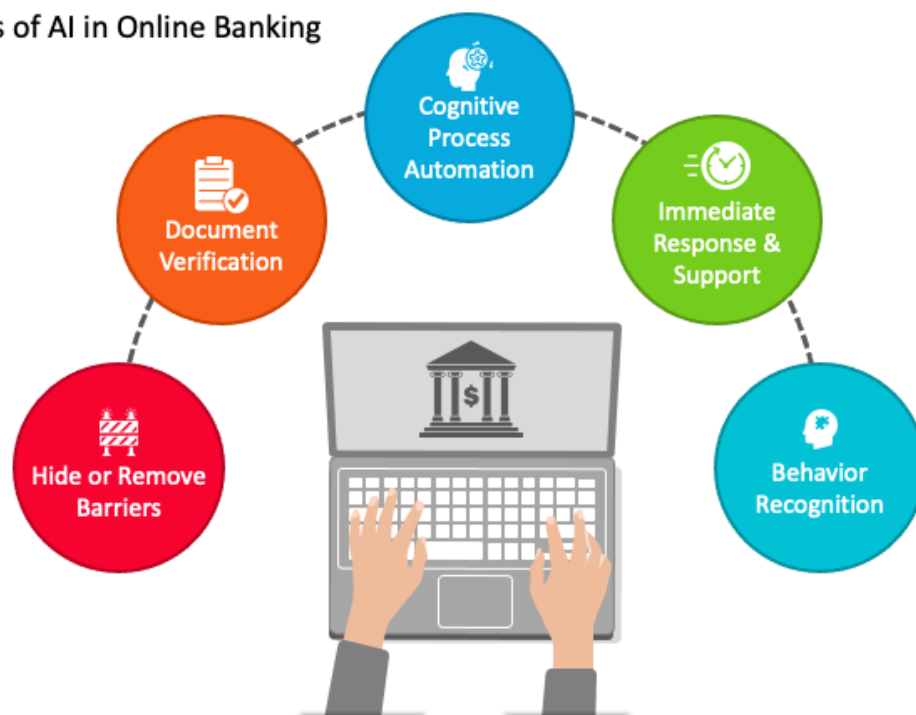 s of AI in Online Banking
Cognitive
Process
Automation
Document
Verification
Immediate
Response &
Support
Hide or Remove
Barriers
Behavior
Recognition
$